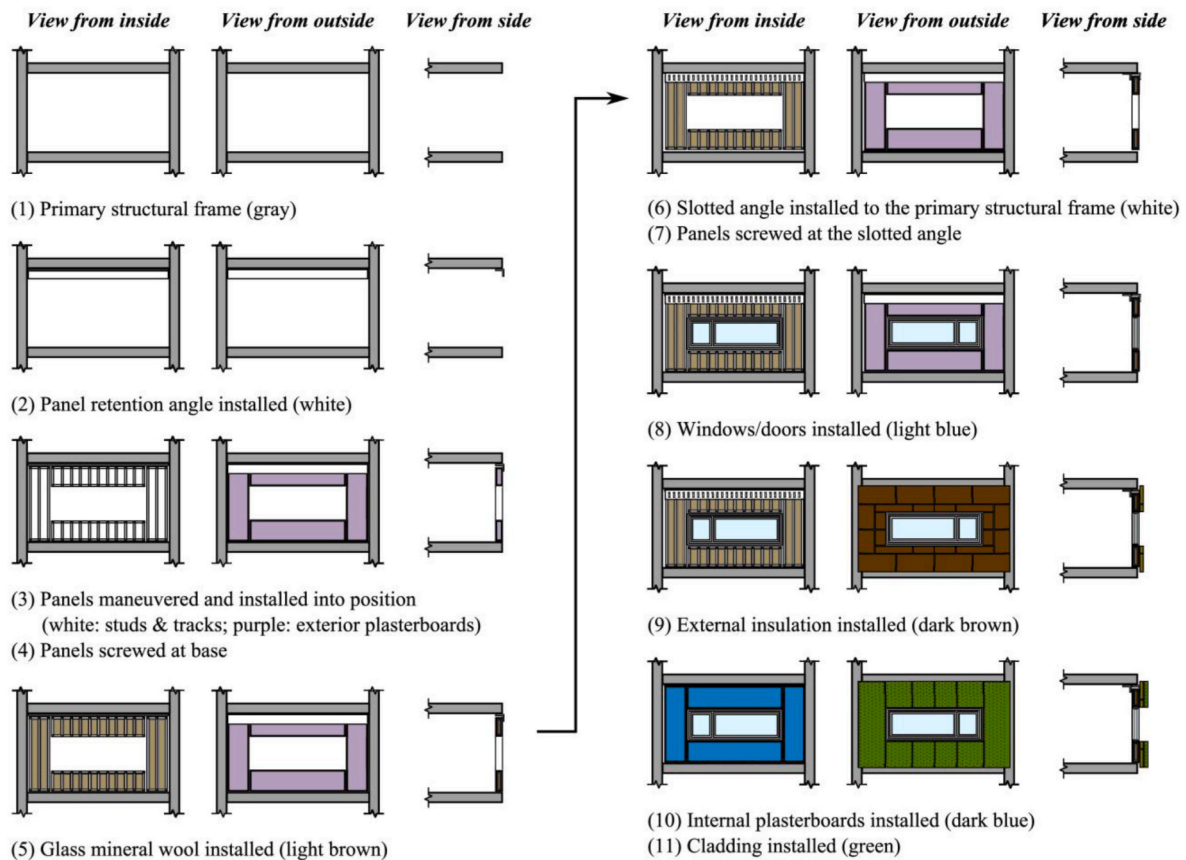 View from inside View from outside View from side
(1) Primary structural frame (gray)
(2) Panel retention angle installed (white)
(3) Panels maneuvered and installed into position
(white: studs & tracks; purple: exterior plasterboards)
(4) Panels screwed at base
(5) Glass mineral wool installed (light brown)
View from inside View from outside View from side
(6) Slotted angle installed to the primary structural frame (white)
(7) Panels screwed at the slotted angle
(8) Windows/doors installed (light blue)
(9) External insulation installed (dark brown)
(10) Internal plasterboards installed (dark blue)
(11) Cladding installed (green)